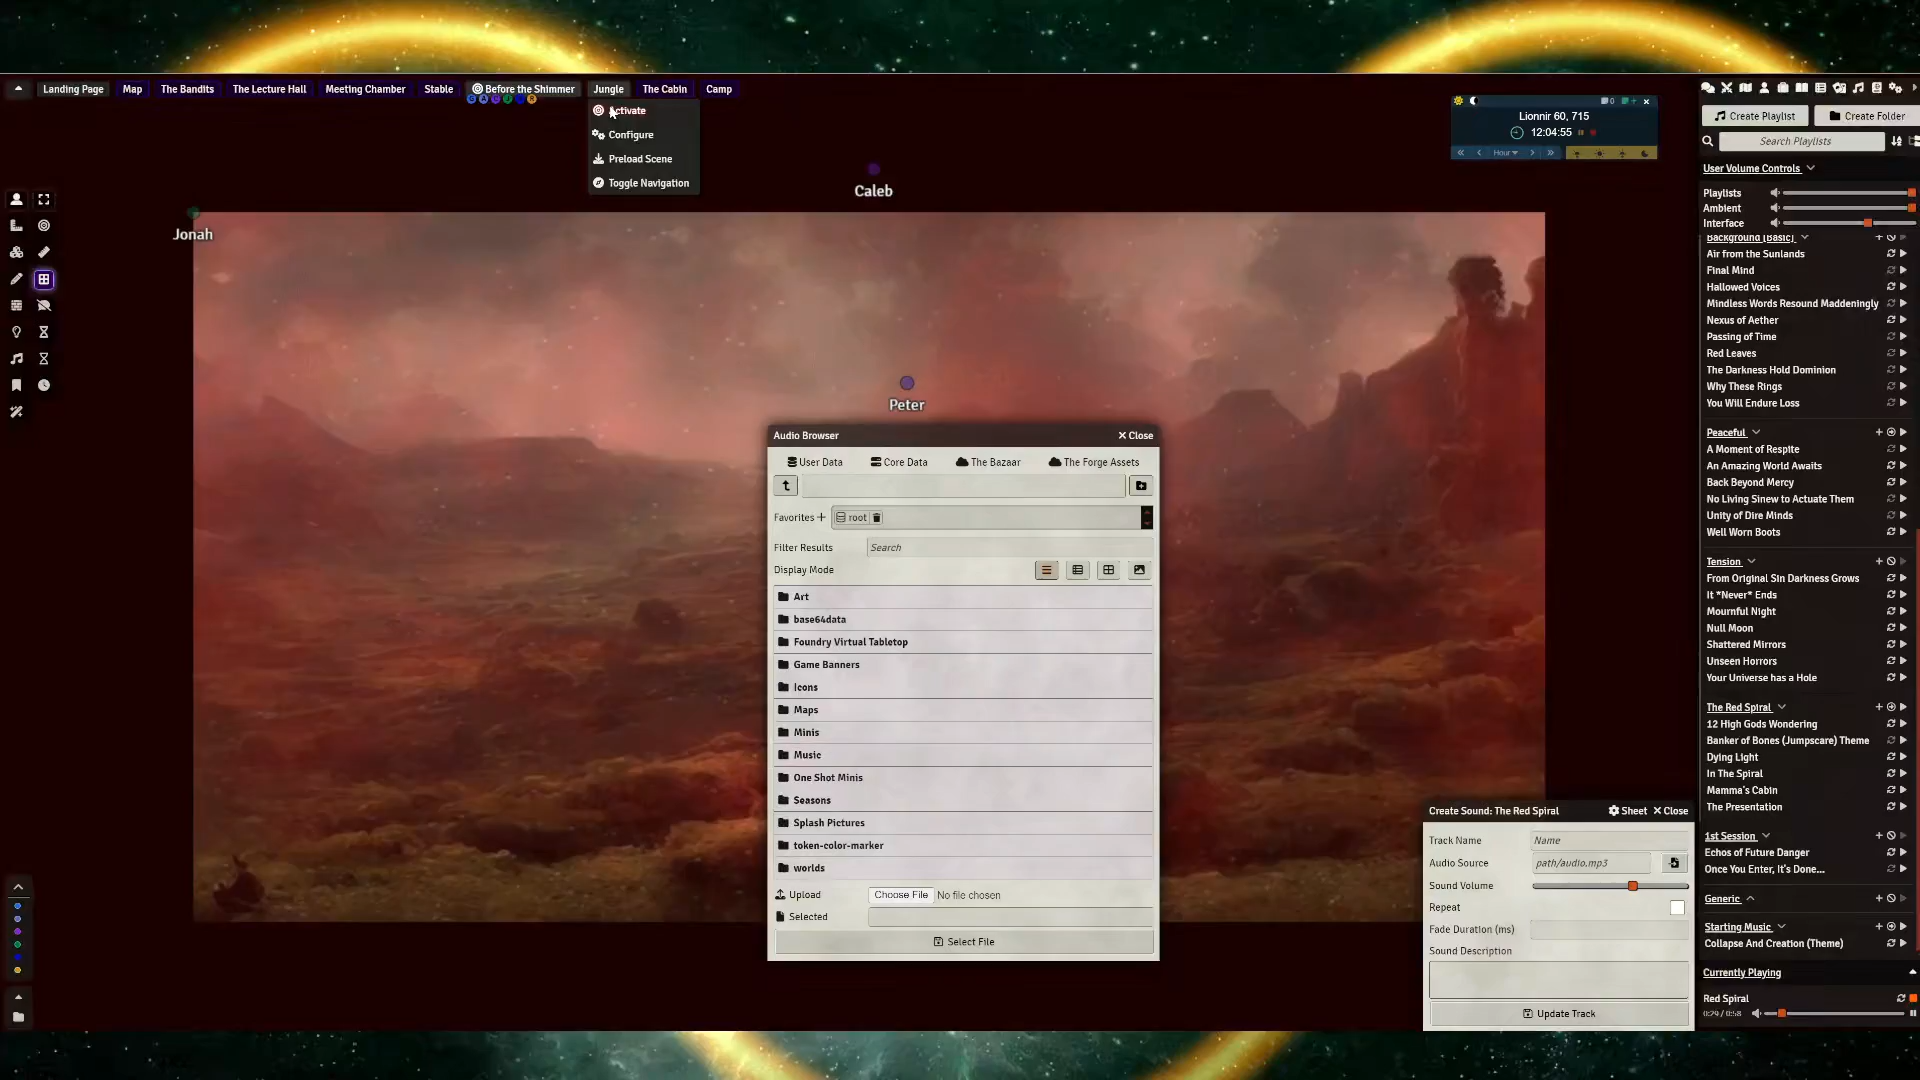 Landing Page
Map
The Bandits
The Lecture Hall
Meeting Chamber
Stable
Before the Shimmer
Jungle
The Cabin
Camp
Activate
Configure
Preload Scene
Toggle Navigation
Lionnir 60, 715
12:04:55
Hour
Caleb
Jonah
Peter
Audio Browser
Close
User Data
Core Data
The Bazaar
The Forge Assets
Favorites
root
Filter Results
Search
Display Mode
Art
base64data
Foundry Virtual Tabletop
Game Banners
Icons
Maps
Minis
Music
One Shot Minis
Seasons
Splash Pictures
token-color-marker
worlds
Upload
Choose File No file chosen
Selected
Select File
Create Sound: The Red Spiral
Sheet
Close
Track Name
Name
Audio Source
path/audio.mp3
Sound Volume
Repeat
Fade Duration (ms)
Sound Description
Update Track
Create Playlist
Create Folder
Search Playlists
User Volume Controls
Playlists
Ambient
Interface
Background [Basic]
Air from the Sunlands
Final Mind
Hallowed Voices
Mindless Words Resound Maddeningly
Nexus of Aether
Passing of Time
Red Leaves
The Darkness Hold Dominion
Why These Rings
You Will Endure Loss
Peaceful
A Moment of Respite
An Amazing World Awaits
Back Beyond Mercy
No Living Sinew to Actuate Them
Unity of Dire Minds
Well Worn Boots
Tension
From Original Sin Darkness Grows
It *Never* Ends
Mournful Night
Null Moon
Shattered Mirrors
Unseen Horrors
Your Universe has a Hole
The Red Spiral
12 High Gods Wondering
Banker of Bones (Jumpscare) Theme
Dying Light
In The Spiral
Mamma's Cabin
The Presentation
1st Session
Echos of Future Danger
Once You Enter, It's Done...
Generic
Starting Music
Collapse And Creation (Theme)
Currently Playing
Red Spiral
0:29 / 0:58